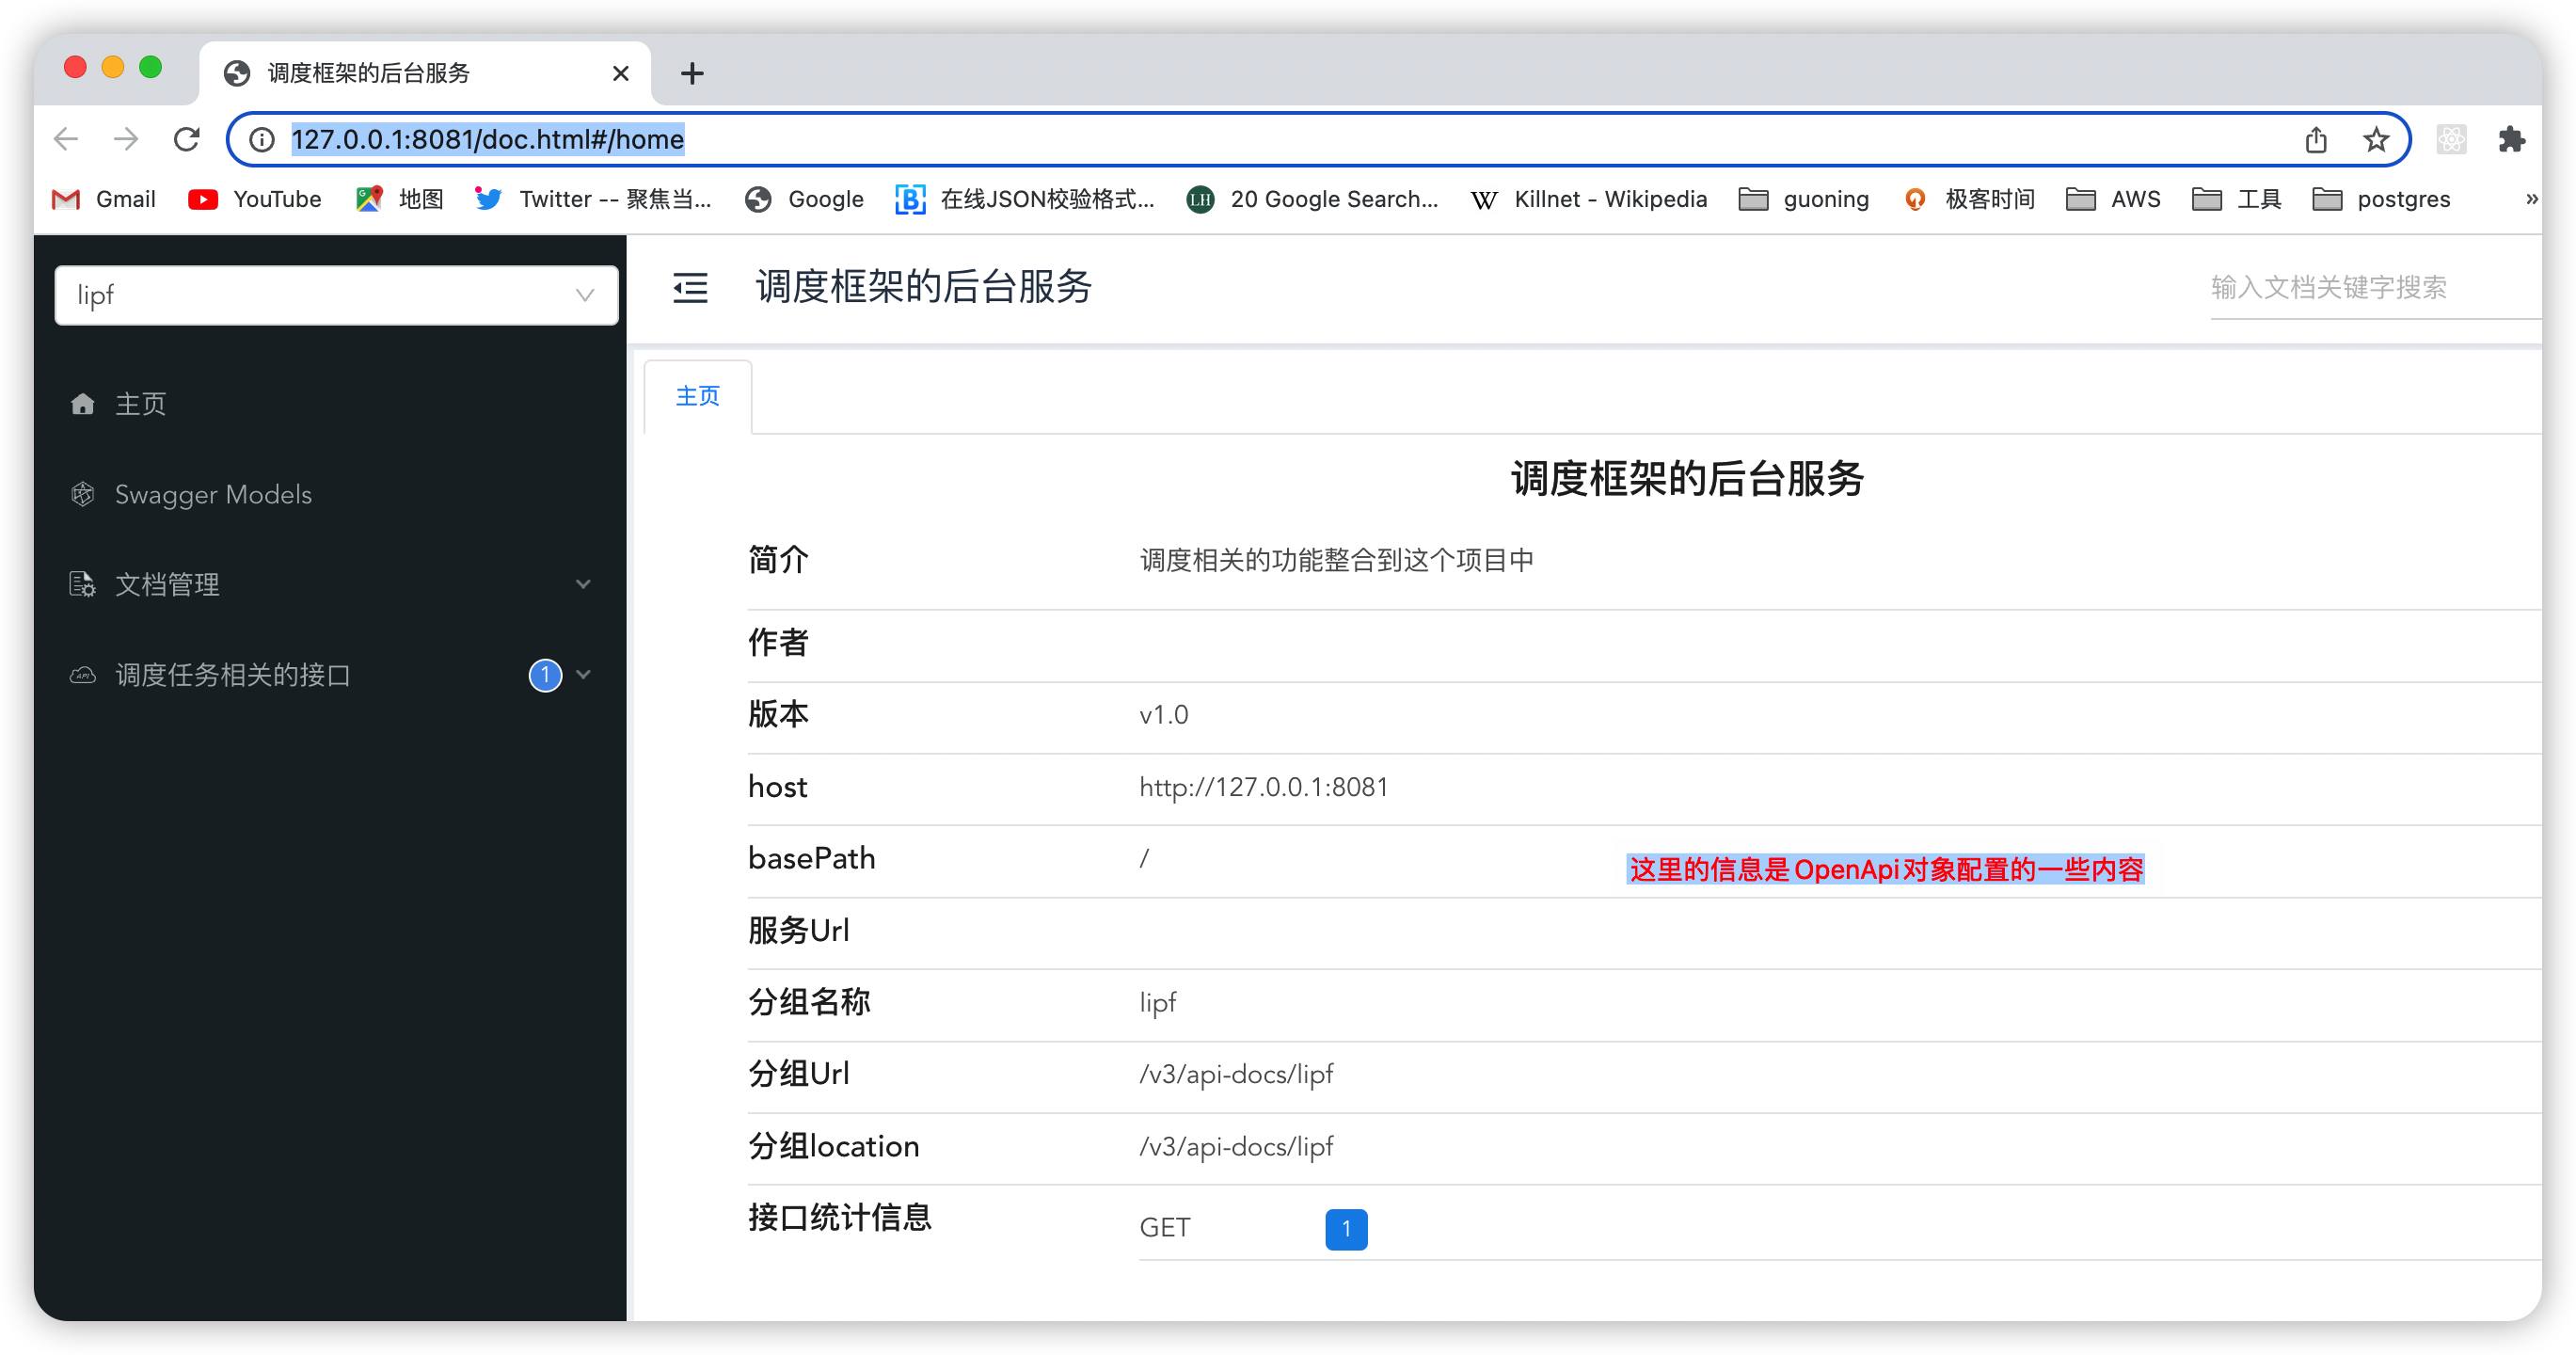 调度框架的后台服务
127.0.0.1:8081/doc.html#/home
Gmail YouTube 地图 Twitter -- 聚焦当... Google 在线JSON校验格式... 20 Google Search... Killnet - Wikipedia guoning 极客时间 AWS 工具 postgres »
lipf
主页
Swagger Models
文档管理
调度任务相关的接口 1
调度框架的后台服务
输入文档关键字搜索
主页
调度框架的后台服务
简介 调度相关的功能整合到这个项目中
作者
版本 v1.0
host http://127.0.0.1:8081
basePath /
这里的信息是OpenApi对象配置的一些内容
服务Url
分组名称 lipf
分组Url /v3/api-docs/lipf
分组location /v3/api-docs/lipf
接口统计信息 GET 1